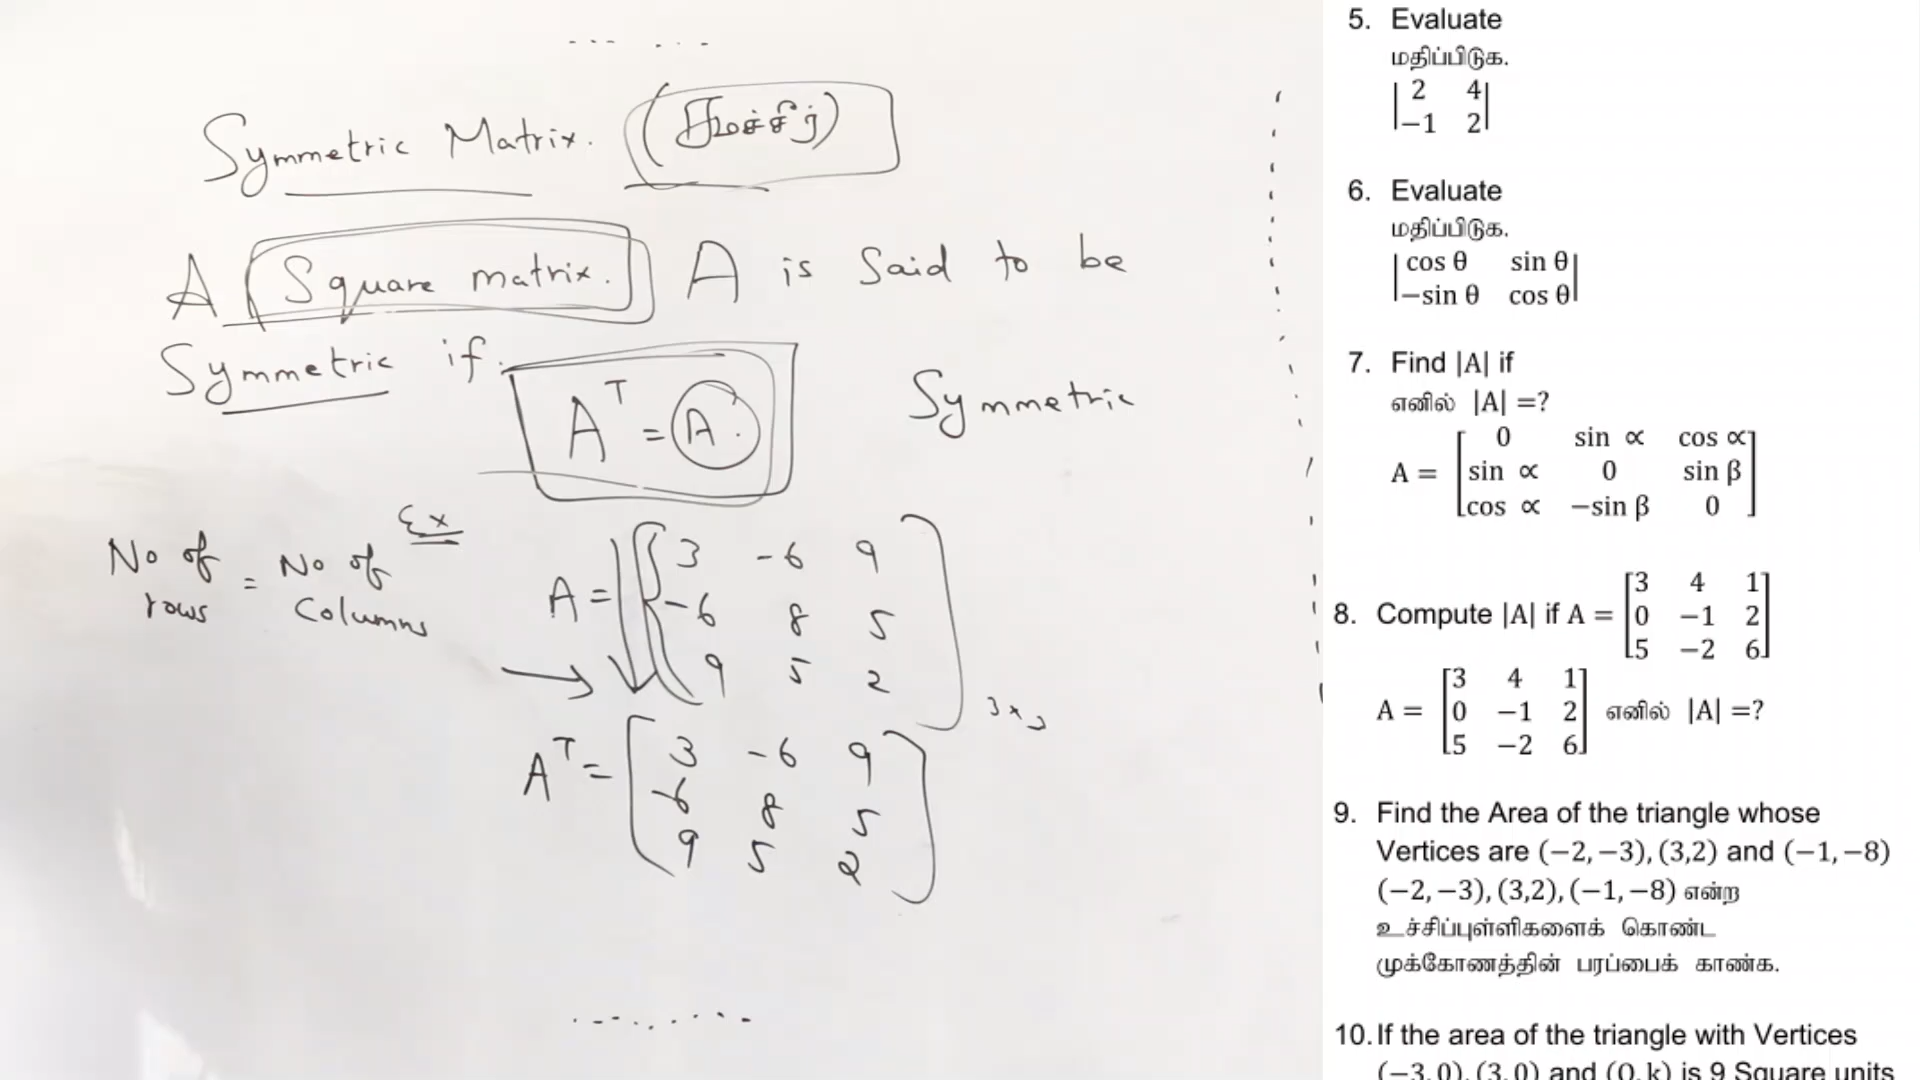 Symmetric Matrix. (சமச்சீர்)
A Square matrix. A is said to be
Symmetric if.
A^T = A.
Symmetric
Ex
No of rows = No of Columns
A = [3 -6 9
-6 8 5
9 5 2] 3×3
A^T = [3 -6 9
-6 8 5
9 5 2]
5. Evaluate
மதிப்பிடுக.
|2 4|
|−1 2|
6. Evaluate
மதிப்பிடுக.
|cos θ sin θ|
|−sin θ cos θ|
7. Find |A| if
எனில் |A| =?
A = [0 sin ∝ cos ∝
sin ∝ 0 sin β
cos ∝ −sin β 0]
8. Compute |A| if A = [3 4 1
0 −1 2
5 −2 6]
A = [3 4 1
0 −1 2
5 −2 6] எனில் |A| =?
9. Find the Area of the triangle whose
Vertices are (−2, −3), (3,2) and (−1, −8)
(−2, −3), (3,2), (−1, −8) என்ற
உச்சிப்புள்ளிகளைக் கொண்ட
முக்கோணத்தின் பரப்பைக் காண்க.
10. If the area of the triangle with Vertices
(−3,0), (3,0) and (0,k) is 9 Square units